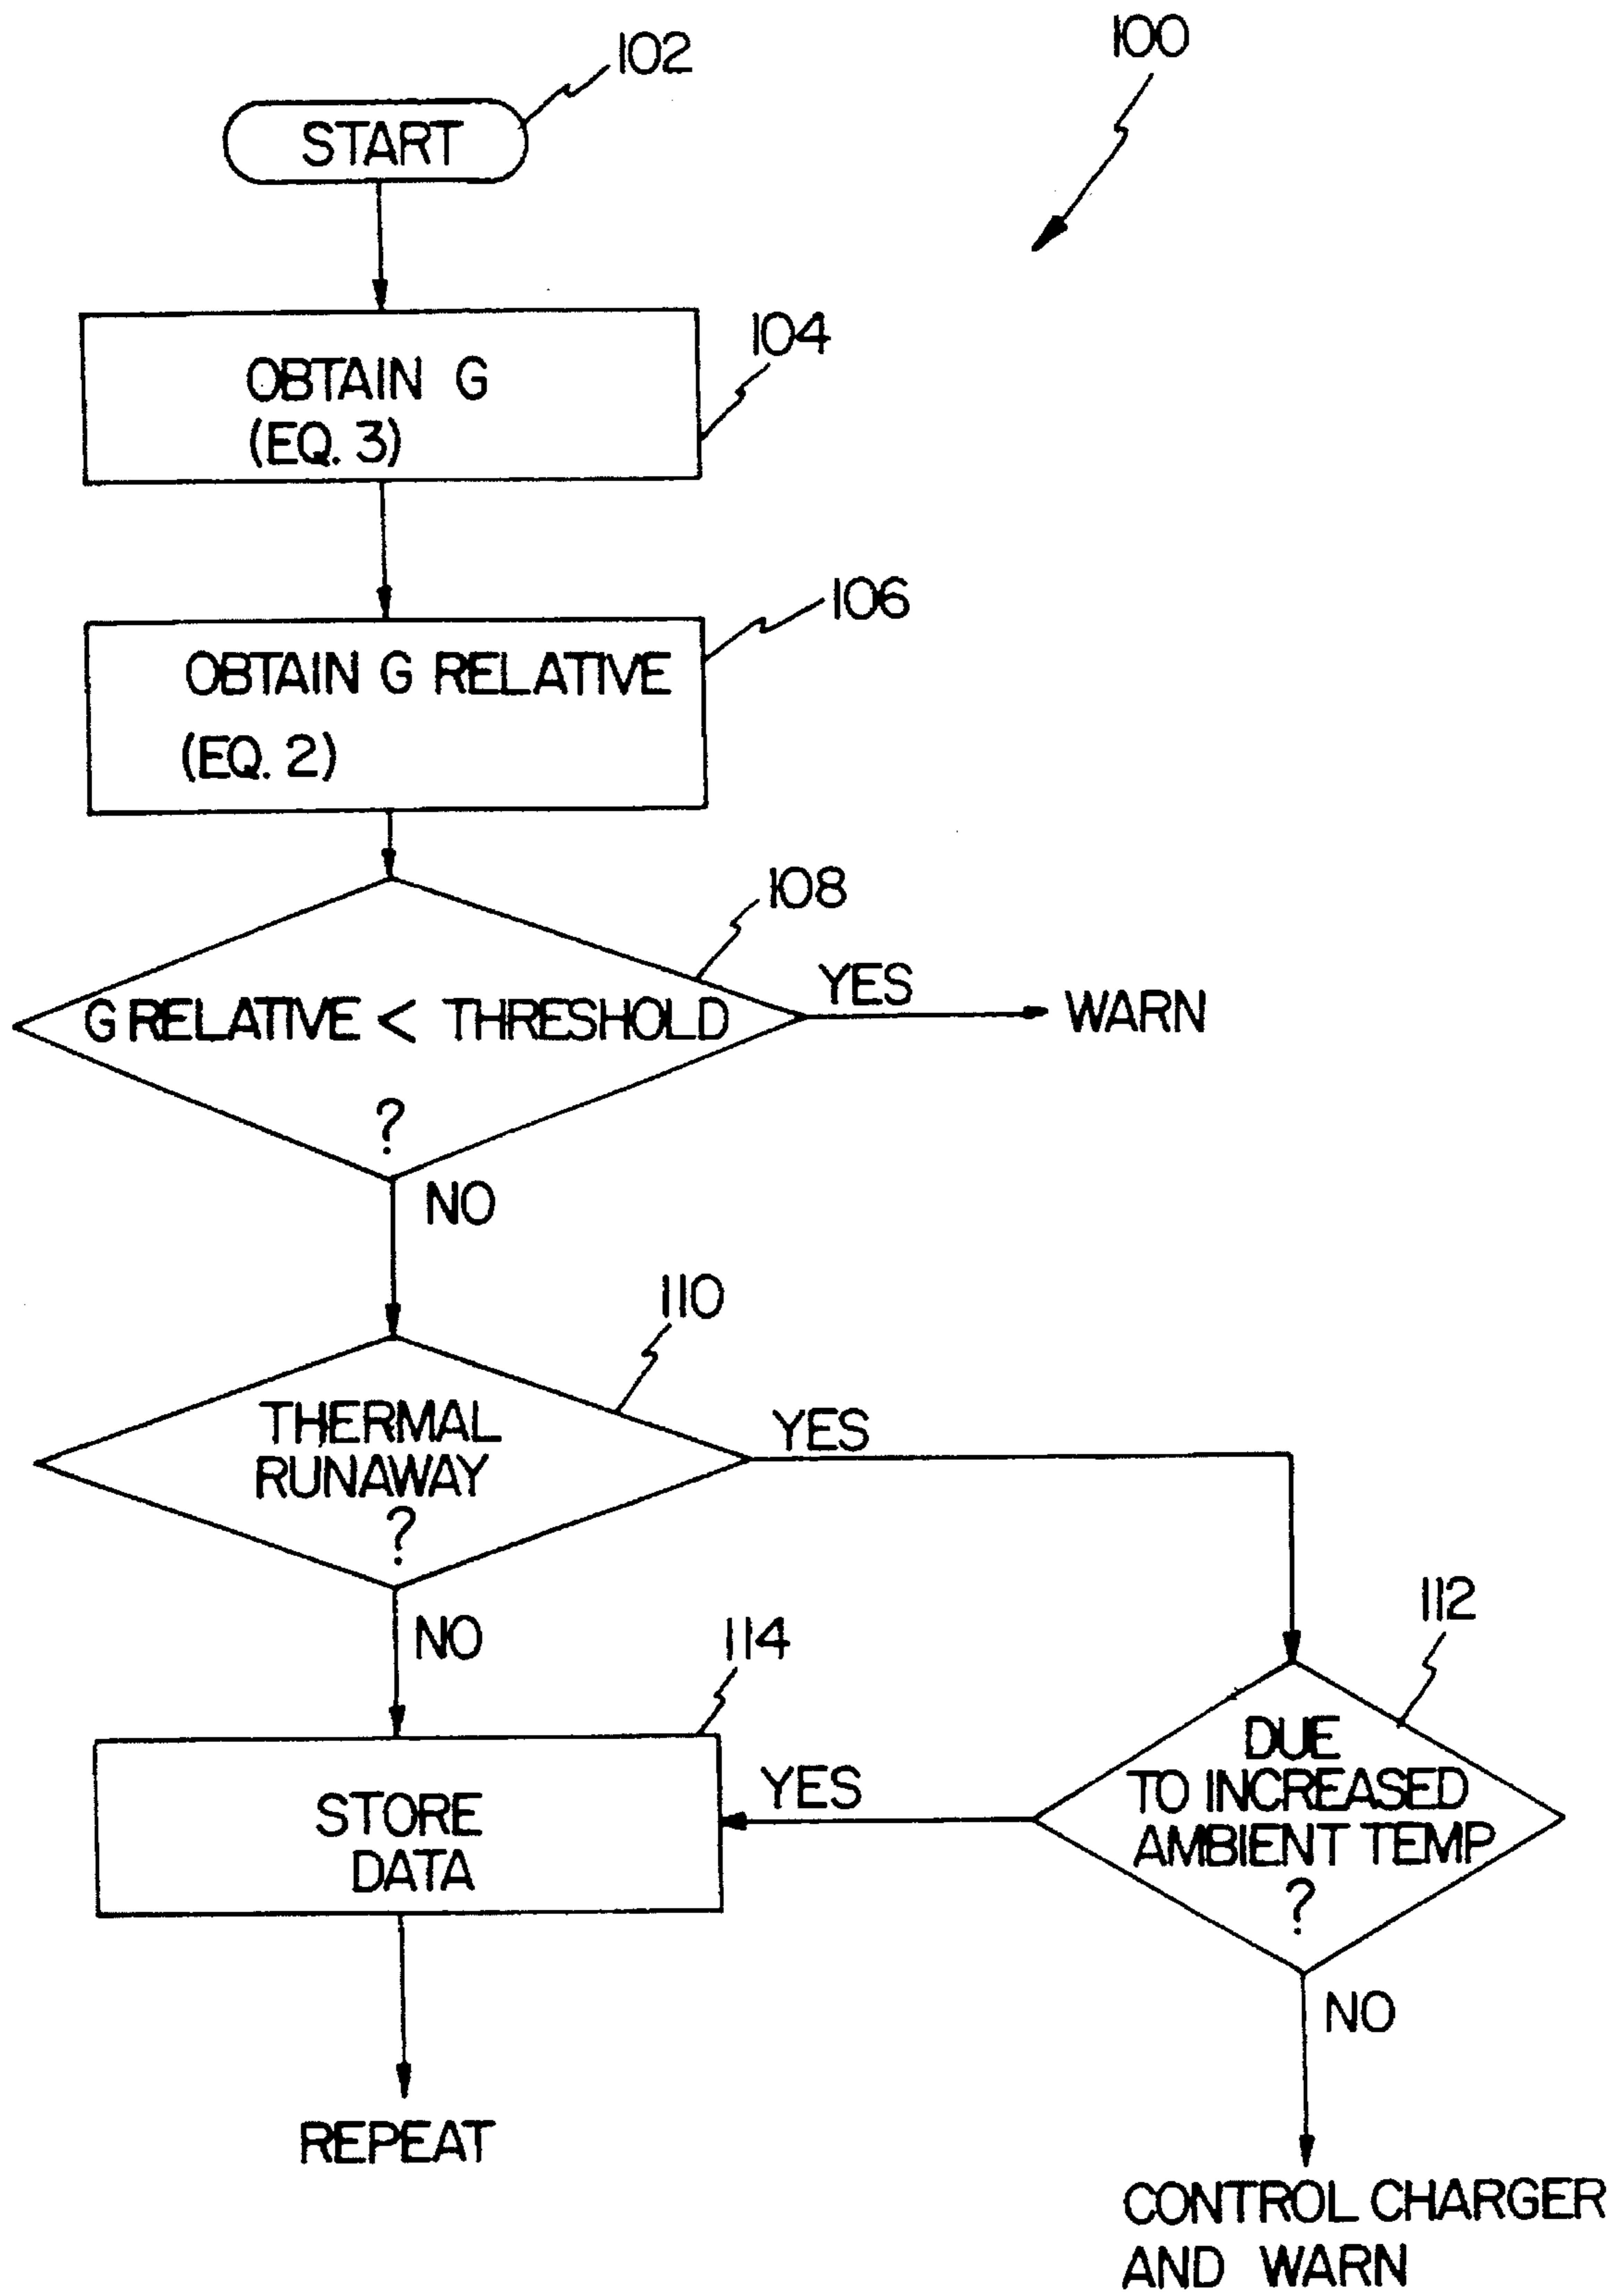 100
102
START
104
OBTAIN G
(EQ. 3)
106
OBTAIN G RELATIVE
(EQ. 2)
108
G RELATIVE < THRESHOLD
?
YES
WARN
NO
110
THERMAL
RUNAWAY
?
YES
NO
112
DUE
TO INCREASED
AMBIENT TEMP
?
YES
114
STORE
DATA
NO
REPEAT
CONTROL CHARGER
AND WARN